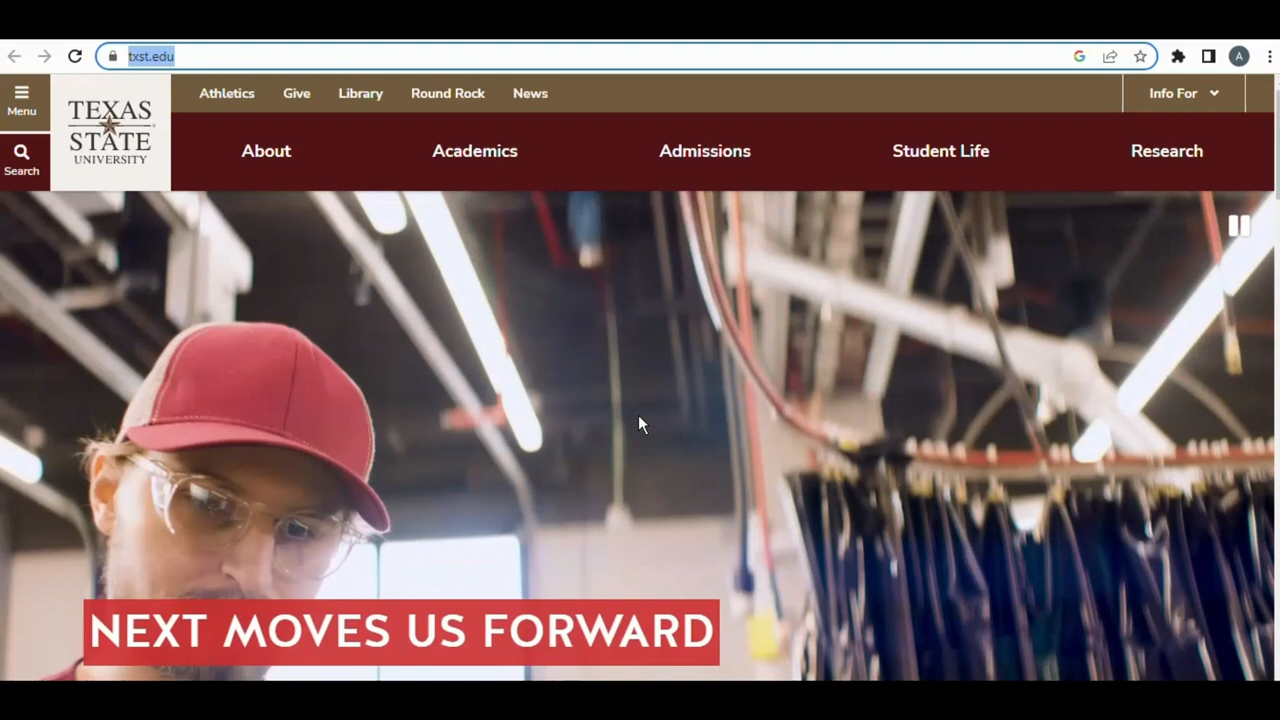 txst.edu
A
Menu
Search
TEXAS
STATE
UNIVERSITY
Athletics Give Library Round Rock News
Info For
About Academics Admissions Student Life Research
NEXT MOVES US FORWARD